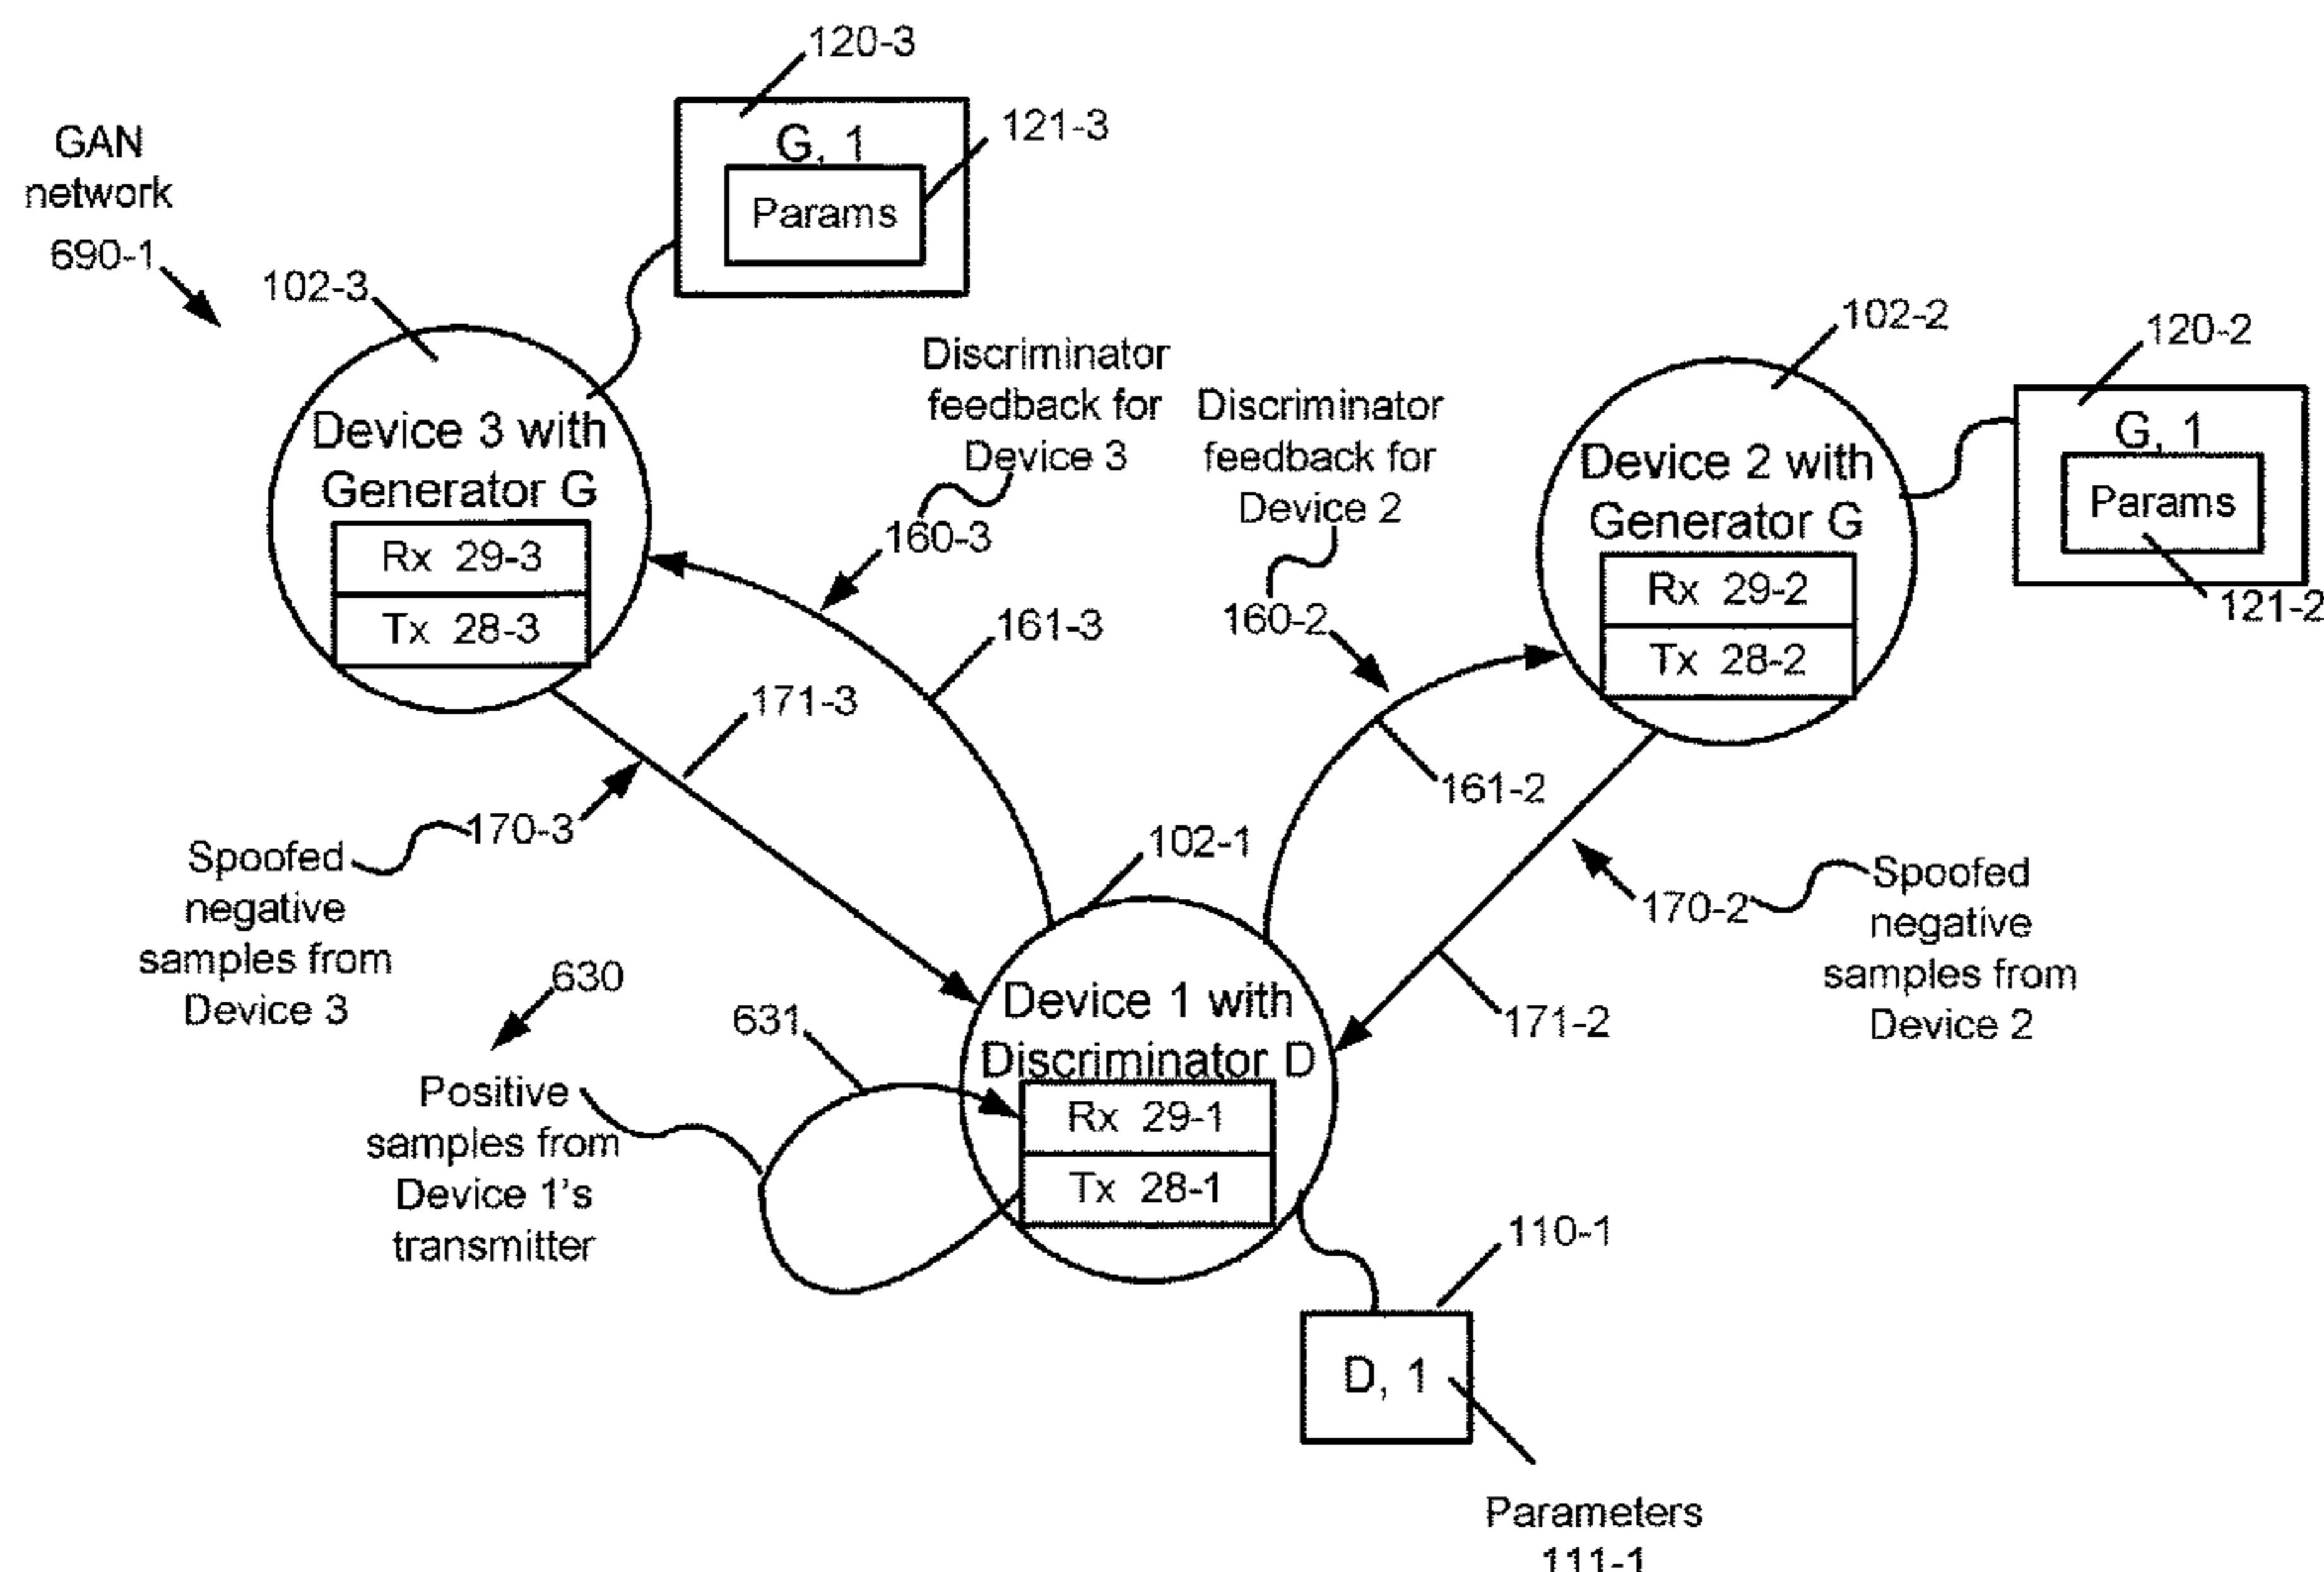 120-3
GAN
network
690-1
G, 1
121-3
Params
102-3
102-2
120-2
Discriminator
feedback for
Device 3
160-3
Discriminator
feedback for
Device 2
160-2
Device 3 with
Generator G
Rx 29-3
Tx 28-3
Device 2 with
Generator G
Rx 29-2
Tx 28-2
G, 1
Params
121-2
161-3
171-3
161-2
170-3
Spoofed
negative
samples from
Device 3
102-1
170-2
Spoofed
negative
samples from
Device 2
171-2
630
631
Positive
samples from
Device 1's
transmitter
Device 1 with
Discriminator D
Rx 29-1
Tx 28-1
110-1
D, 1
Parameters
111-1